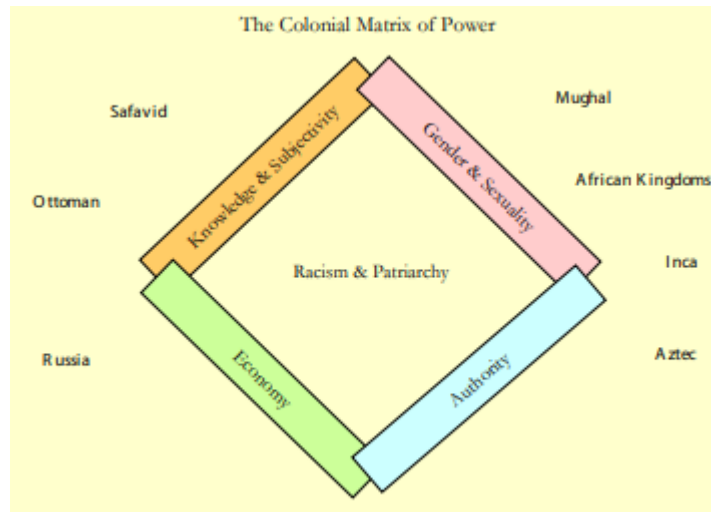 The Colonial Matrix of Power
Safavid
Mughal
Knowledge & Subjectivity
Gender & Sexuality
Ottoman
African Kingdoms
Racism & Patriarchy
Inca
Russia
Economy
Authority
Aztec